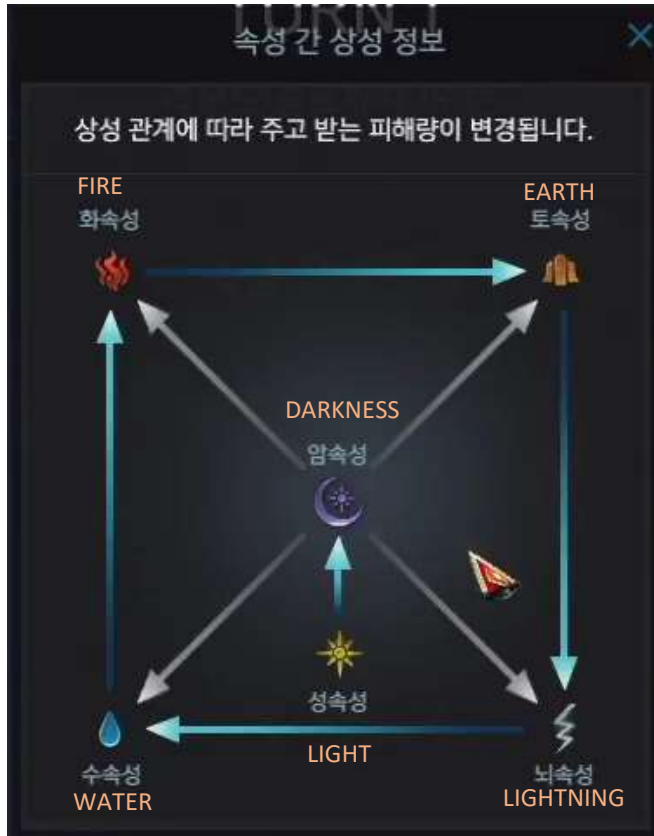 TURN 1
속성 간 상성 정보
상성 관계에 따라 주고 받는 피해량이 변경됩니다.
FIRE
화속성
EARTH
토속성
DARKNESS
암속성
성속성
LIGHT
수속성
WATER
뇌속성
LIGHTNING